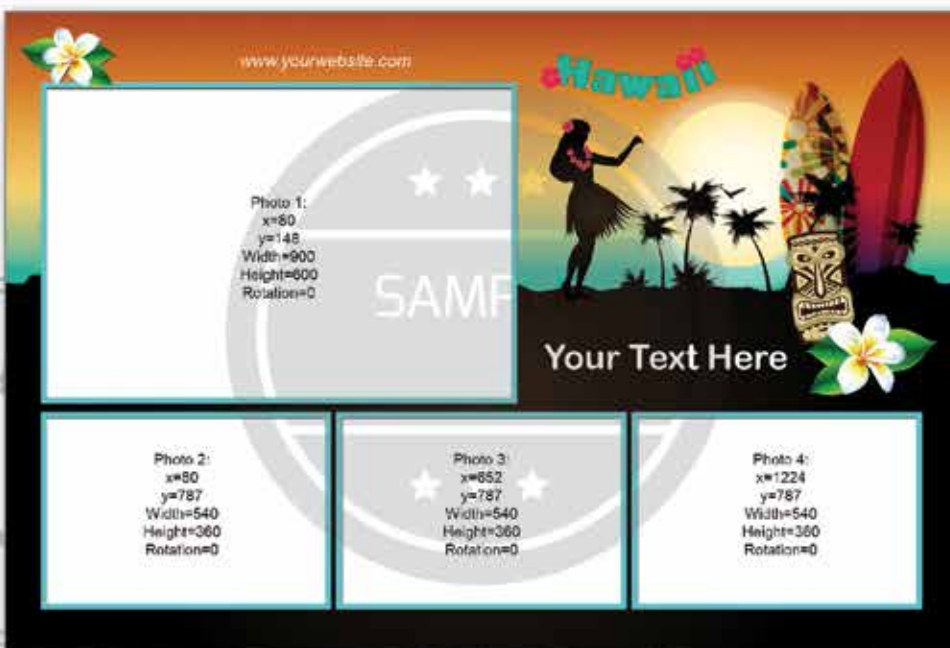 www.yourwebsite.com
Hawaii
Photo 1:
x=80
y=148
Width=900
Height=600
Rotation=0
SAMP
Your Text Here
Photo 2:
x=80
y=787
Width=540
Height=360
Rotation=0
Photo 3:
x=652
y=787
Width=540
Height=360
Rotation=0
Photo 4:
x=1224
y=787
Width=540
Height=360
Rotation=0